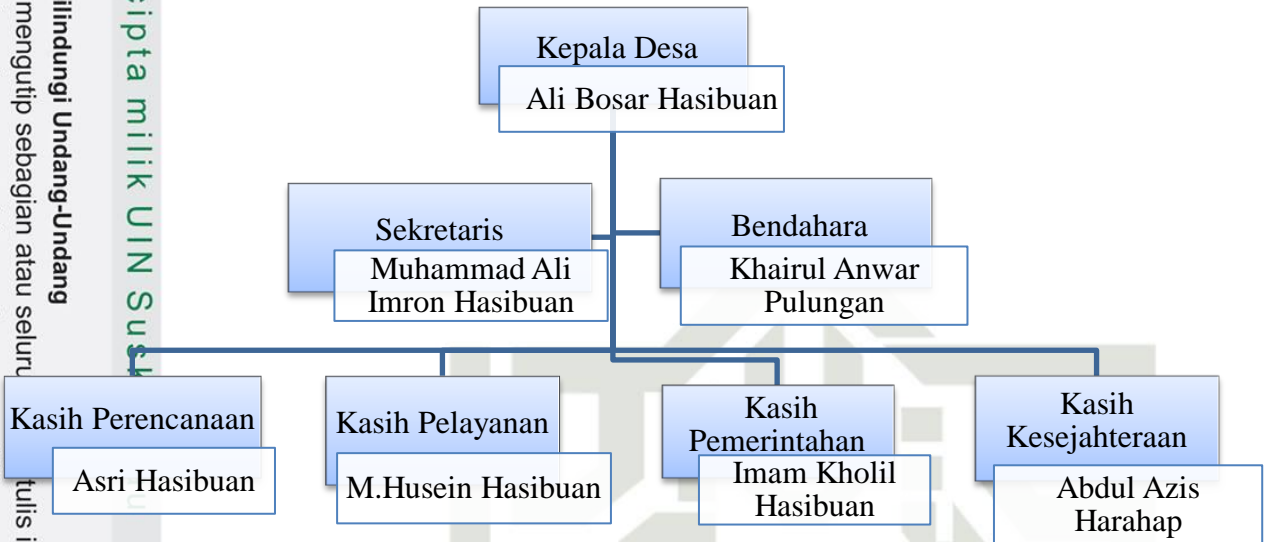 cipta milik UIN Sus
ilindungi Undang-Undang
mengutip sebagian atau selur
tulis i
Kepala Desa
Ali Bosar Hasibuan
Sekretaris
Muhammad Ali
Imron Hasibuan
Bendahara
Khairul Anwar
Pulungan
Kasih Perencanaan
Asri Hasibuan
Kasih Pelayanan
M.Husein Hasibuan
Kasih
Pemerintahan
Imam Kholil
Hasibuan
Kasih
Kesejahteraan
Abdul Azis
Harahap